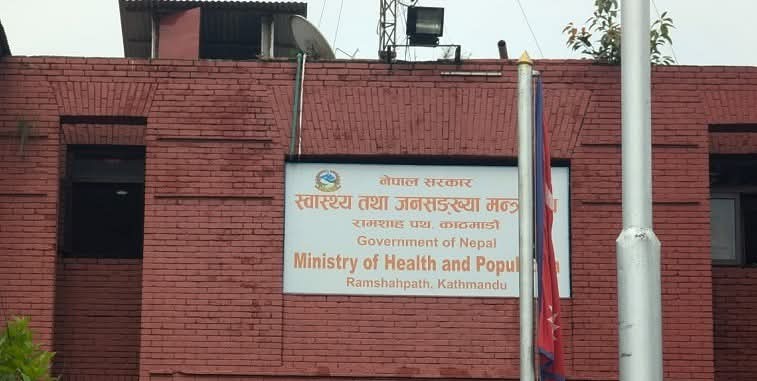 नेपाल सरकार
स्वास्थ्य तथा जनसङ्ख्या
रामशाह पथ, काठमाडौं
Government of Nepal
Ministry of Health and
Ramshahpath, Kathmandu